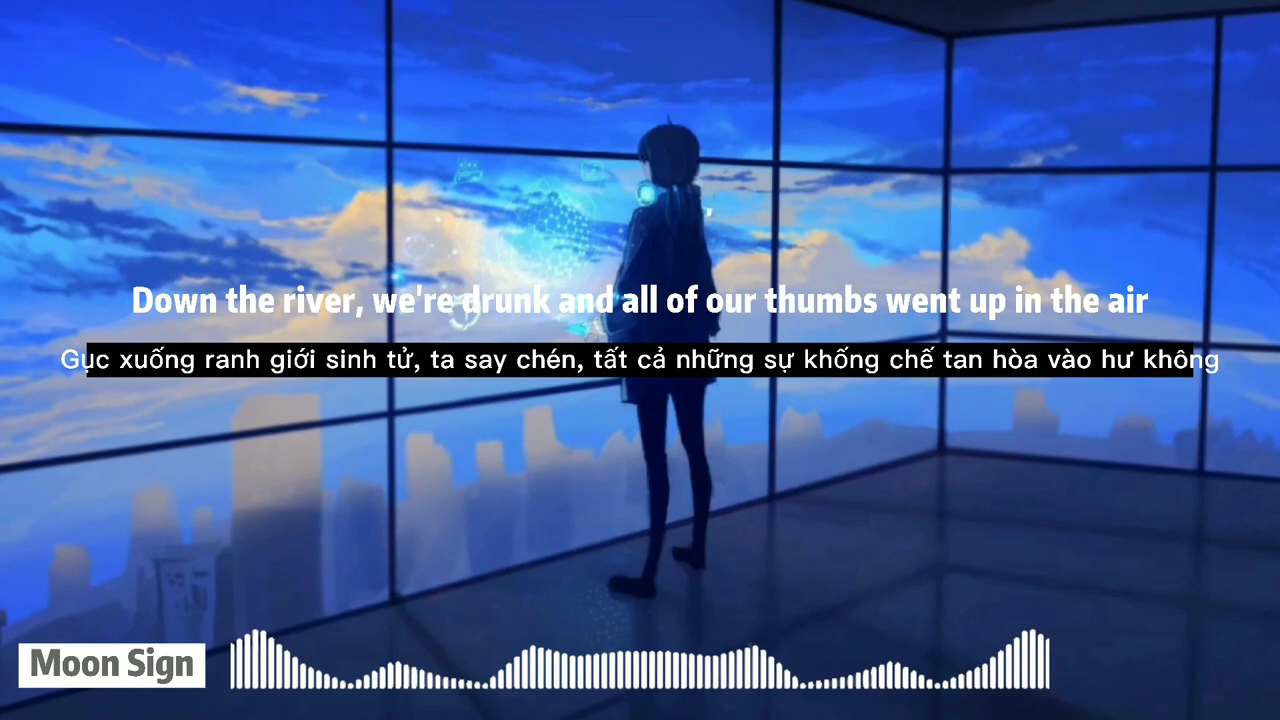 Down the river, we're drunk and all of our thumbs went up in the air
Gục xuống ranh giới sinh tử, ta say chén, tất cả những sự khống chế tan hòa vào hư không
Moon Sign